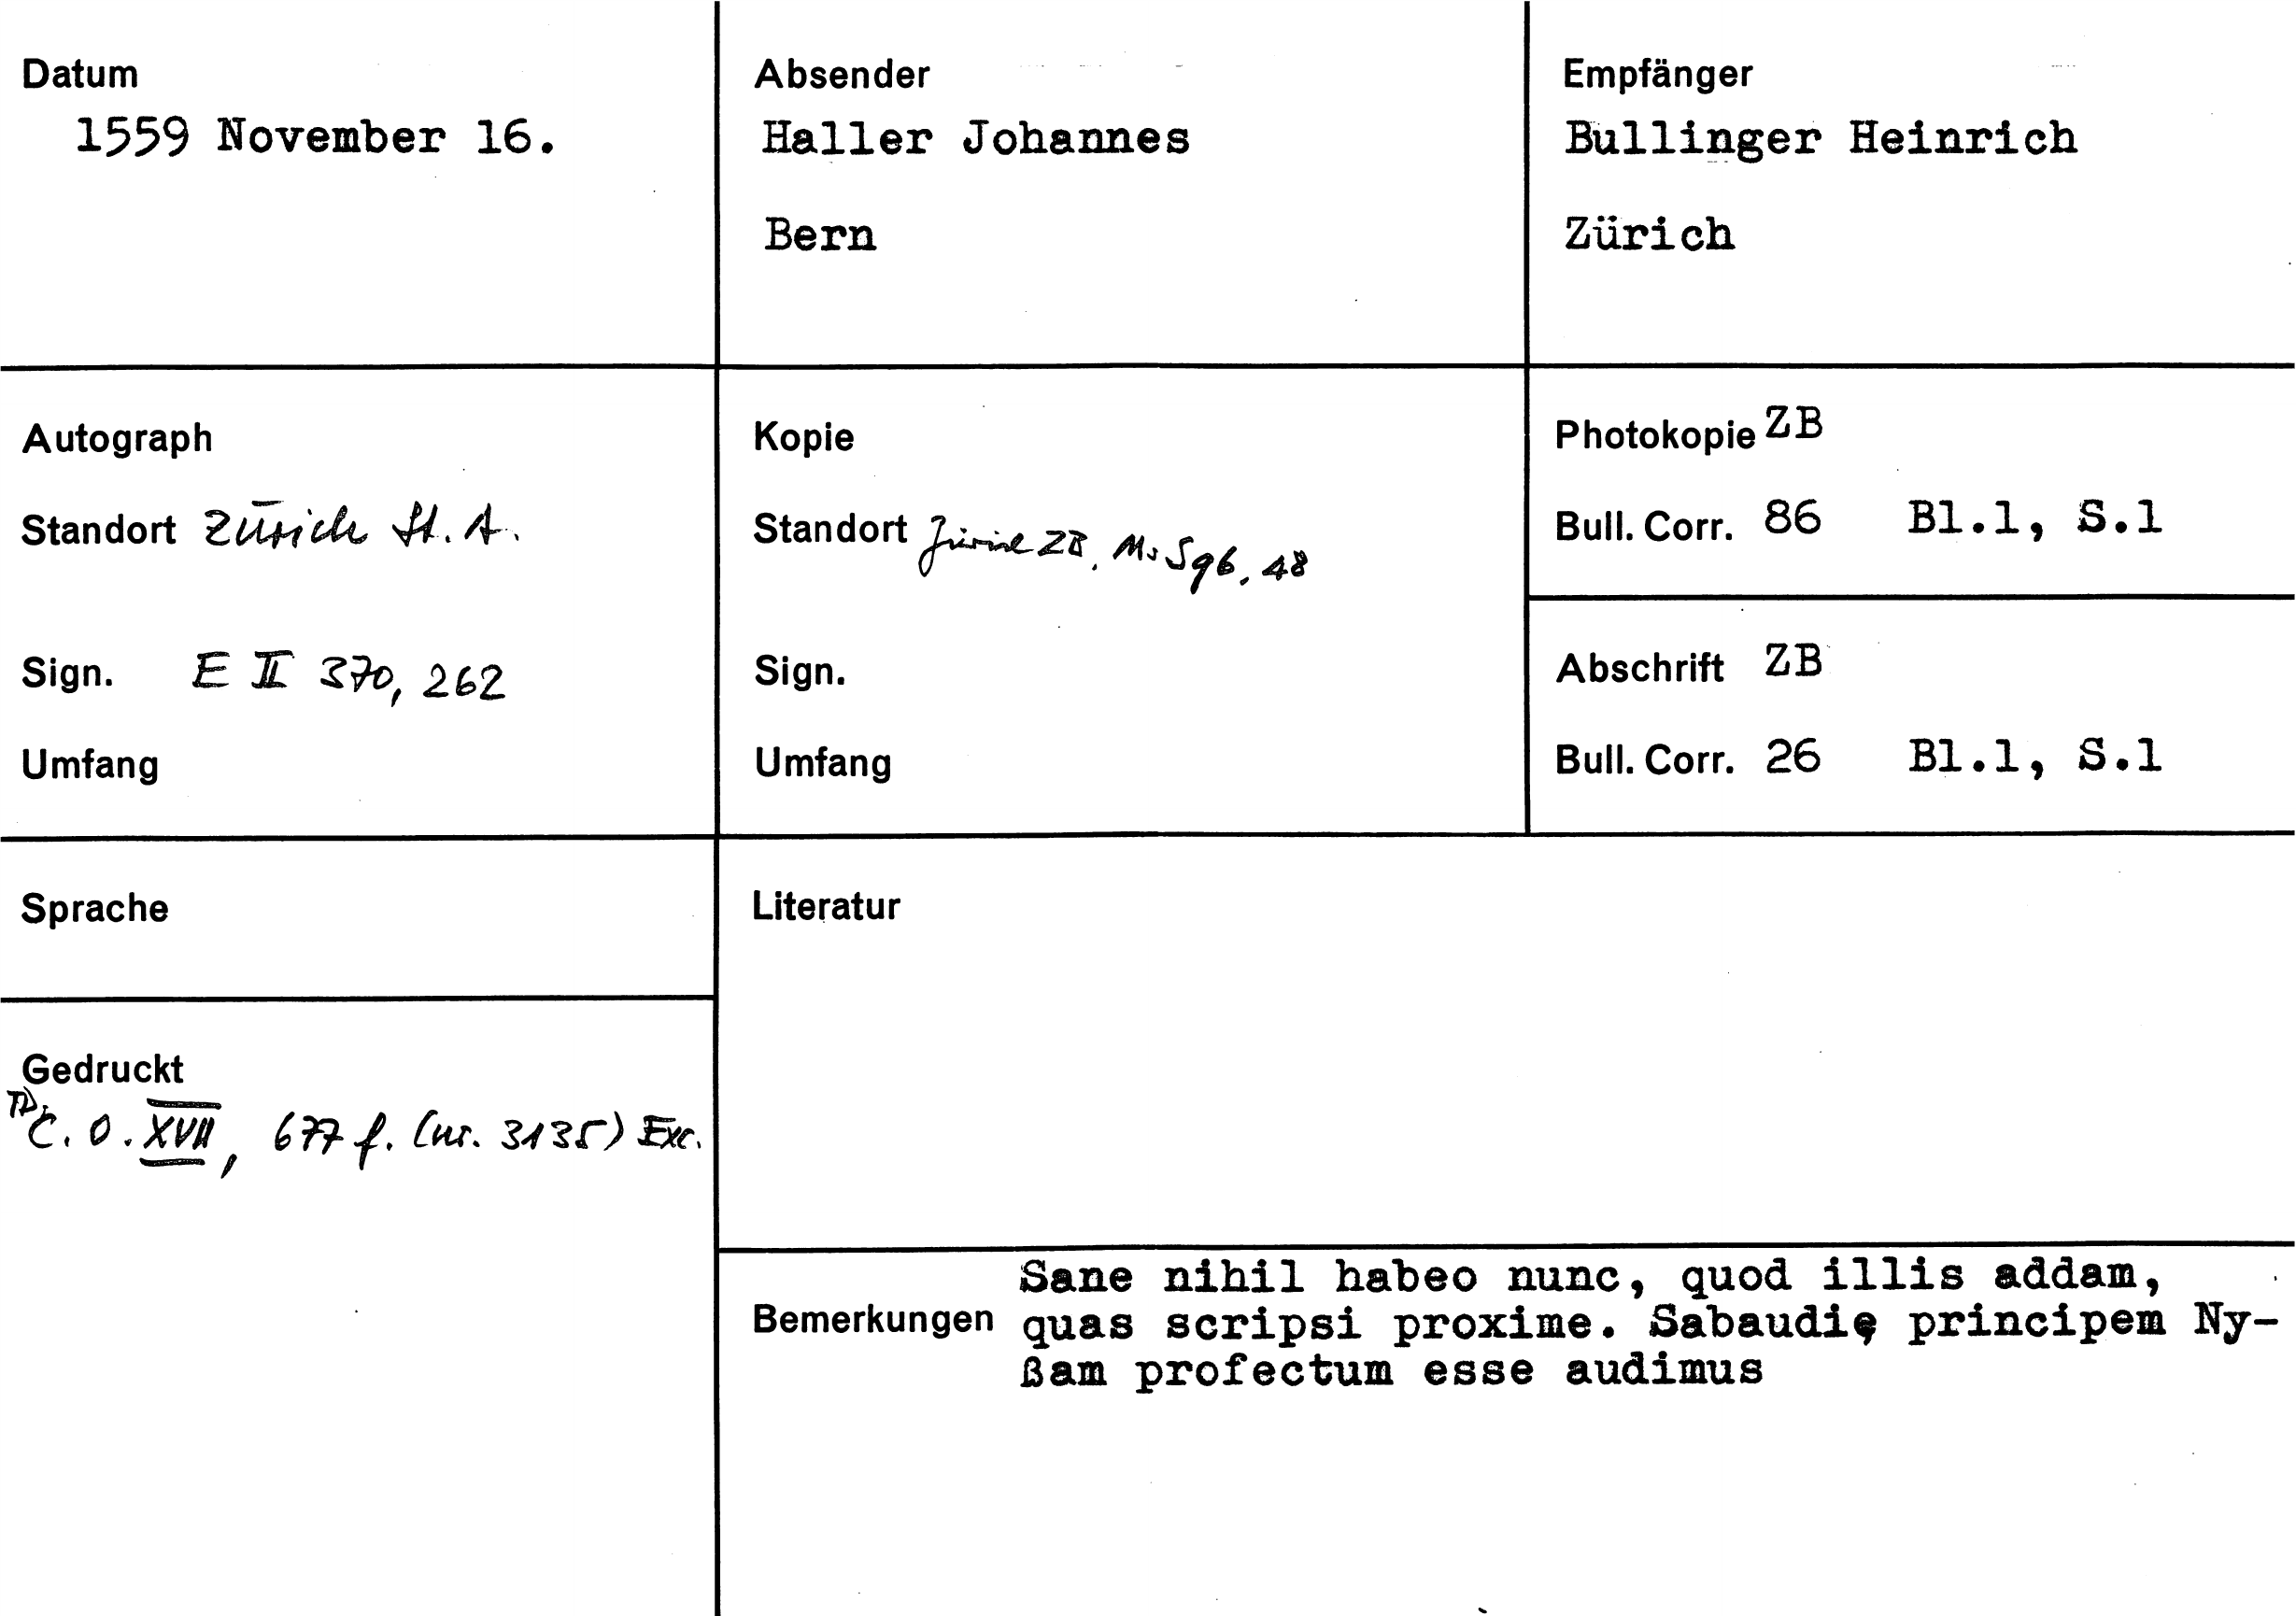 Datum
1559 November 16.
Absender
Haller Johannes
Bern
Empfänger
Bullinger Heinrich
Zürich
Autograph
Standort Zürich St. A.
Sign. E II 370, 262
Umfang
Kopie
Standort Zürich ZB, Ms S 96, 48
Sign.
Umfang
Photokopie ZB
Bull. Corr. 86 Bl.1, S.1
Abschrift ZB
Bull. Corr. 26 Bl.1, S.1
Sprache
Gedruckt
C. O. XVII, 677 f. (nr. 3135) Exc.
Literatur
Bemerkungen
Sane nihil habeo nunc, quod illis addam,
quas scripsi proxime. Sabaudię principem Ny-
ßam profectum esse audimus